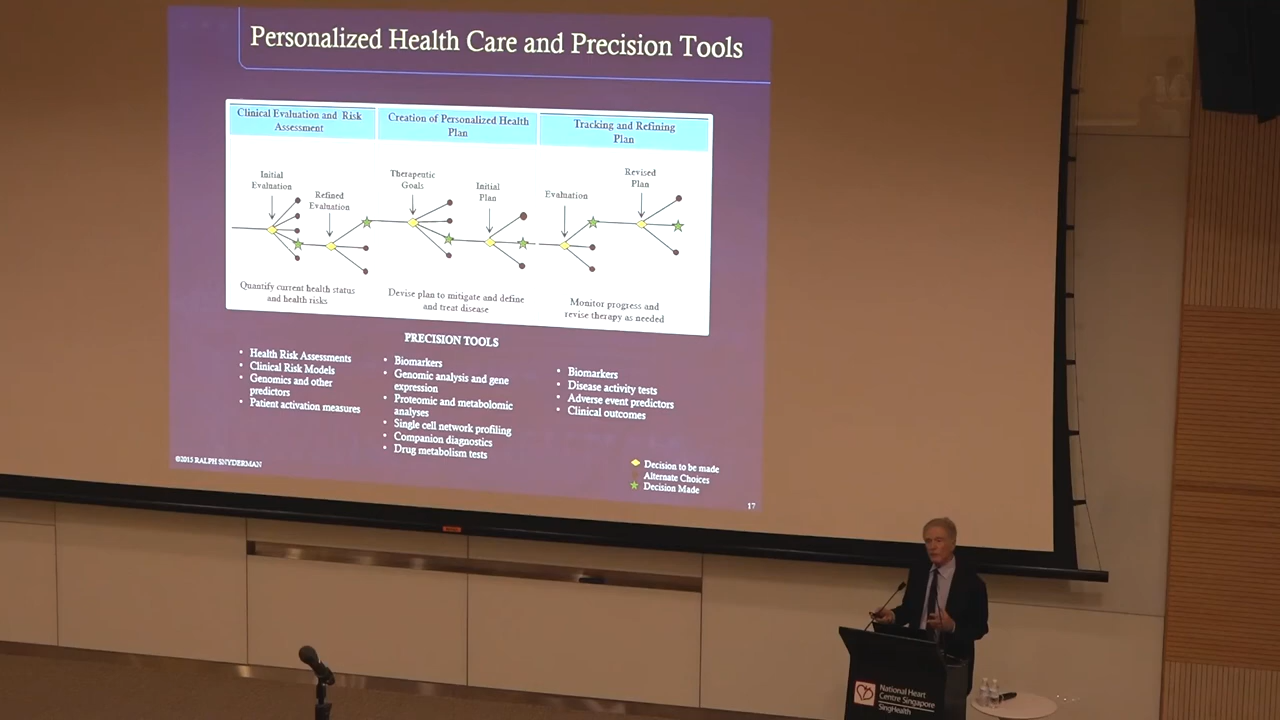 Personalized Health Care and Precision Tools
Clinical Evaluation and Risk
Assessment
Creation of Personalized Health
Plan
Tracking and Refining
Plan
Initial
Evaluation
Refined
Evaluation
Therapeutic
Goals
Initial
Plan
Evaluation
Revised
Plan
Quantify current health status
and health risks
Devise plan to mitigate and define
and treat disease
Monitor progress and
revise therapy as needed
PRECISION TOOLS
• Health Risk Assessments
• Clinical Risk Models
• Genomics and other
predictors
• Patient activation measures
• Biomarkers
• Genomic analysis and gene
expression
• Proteomic and metabolomic
analyses
• Single cell network profiling
• Companion diagnostics
• Drug metabolism tests
• Biomarkers
• Disease activity tests
• Adverse event predictors
• Clinical outcomes
Decision to be made
Alternate Choices
Decision Made
©2015 RALPH SNYDERMAN
17
National Heart
Centre Singapore
SingHealth